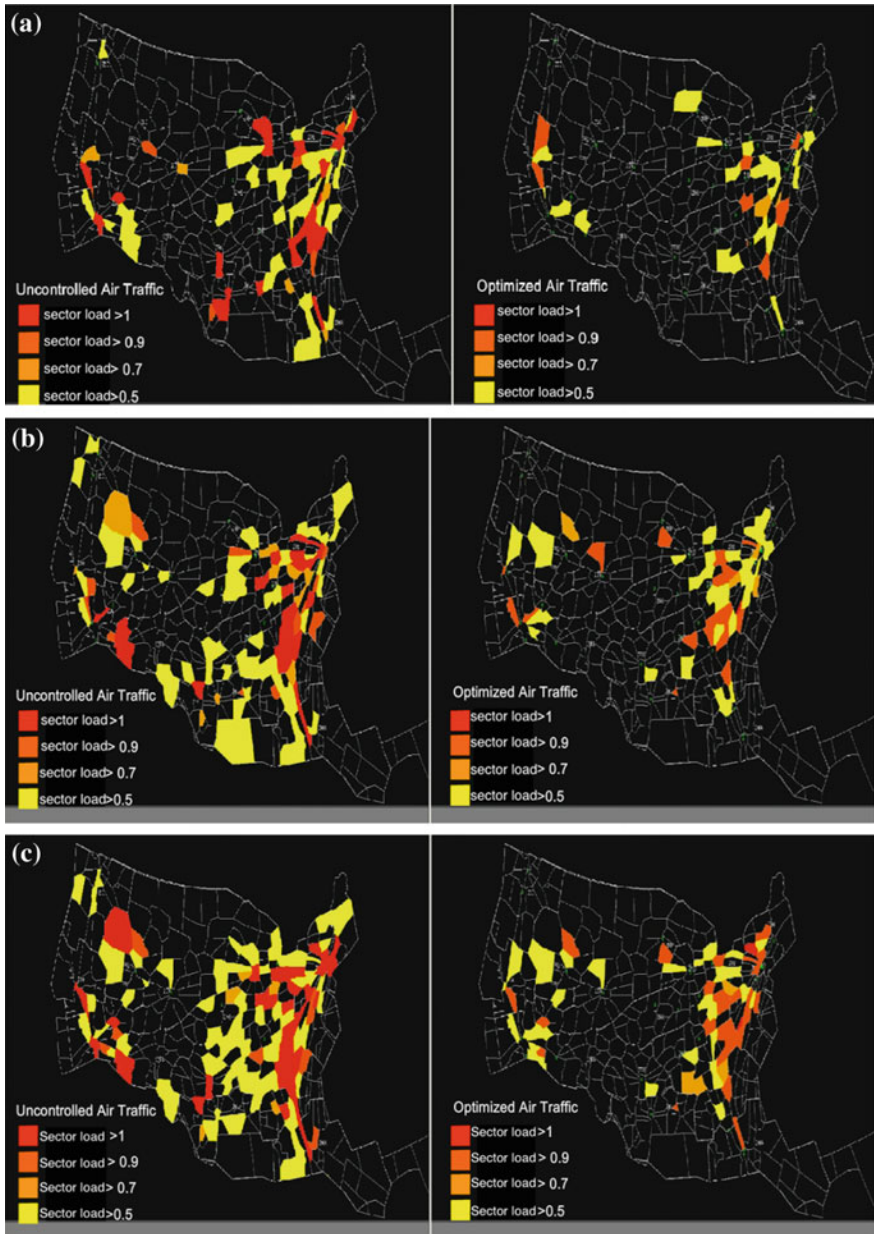 (a)
Uncontrolled Air Traffic
sector load >1
sector load> 0.9
sector load> 0.7
sector load>0.5
Optimized Air Traffic
sector load>1
sector load> 0.9
sector load> 0.7
sector load>0.5
(b)
Uncontrolled Air Traffic
sector load>1
sector load> 0.9
sector load> 0.7
sector load>0.5
Optimized Air Traffic
sector load>1
sector load> 0.9
sector load> 0.7
sector load>0.5
(c)
Uncontrolled Air Traffic
Sector load >1
Sector load> 0.9
Sector load> 0.7
Sector load>0.5
Optimized Air Traffic
Sector load>1
Sector load> 0.9
Sector load> 0.7
Sector load>0.5